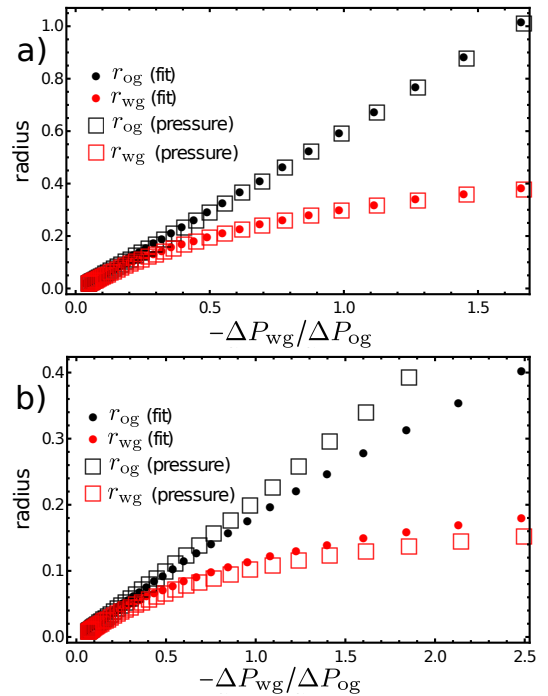 a)
1.0
0.8
0.6
0.4
0.2
0.0
radius
r_og (fit)
r_wg (fit)
r_og (pressure)
r_wg (pressure)
0.0 0.5 1.0 1.5
−ΔP_wg/ΔP_og
b)
0.4
0.3
0.2
0.1
0.0
radius
r_og (fit)
r_wg (fit)
r_og (pressure)
r_wg (pressure)
0.0 0.5 1.0 1.5 2.0 2.5
−ΔP_wg/ΔP_og